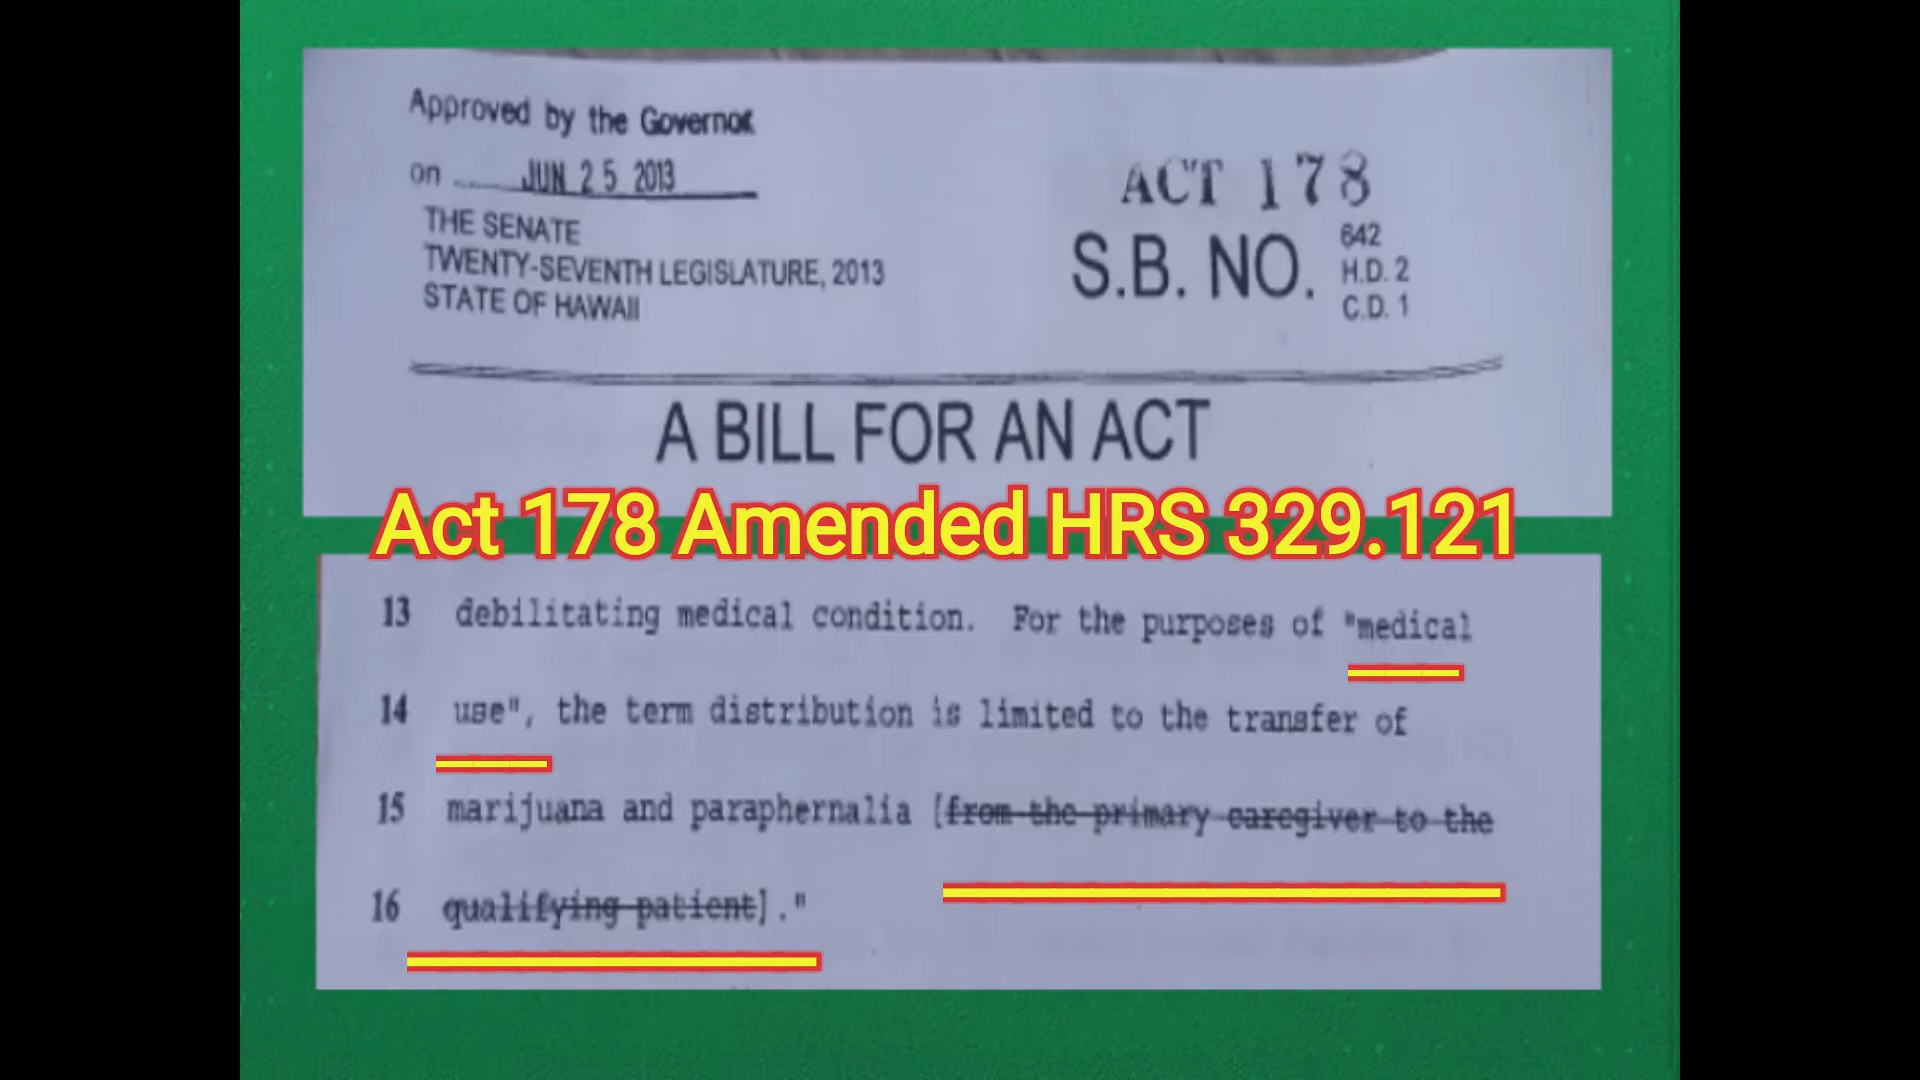 Approved by the Governor
on JUN 25 2013
THE SENATE
TWENTY-SEVENTH LEGISLATURE, 2013
STATE OF HAWAII
ACT 178
S.B. NO. 642
H.D. 2
C.D. 1
A BILL FOR AN ACT
Act 178 Amended HRS 329.121
13 debilitating medical condition. For the purposes of "medical
14 use", the term distribution is limited to the transfer of
15 marijuana and paraphernalia [from the primary caregiver to the
16 qualifying patient]."